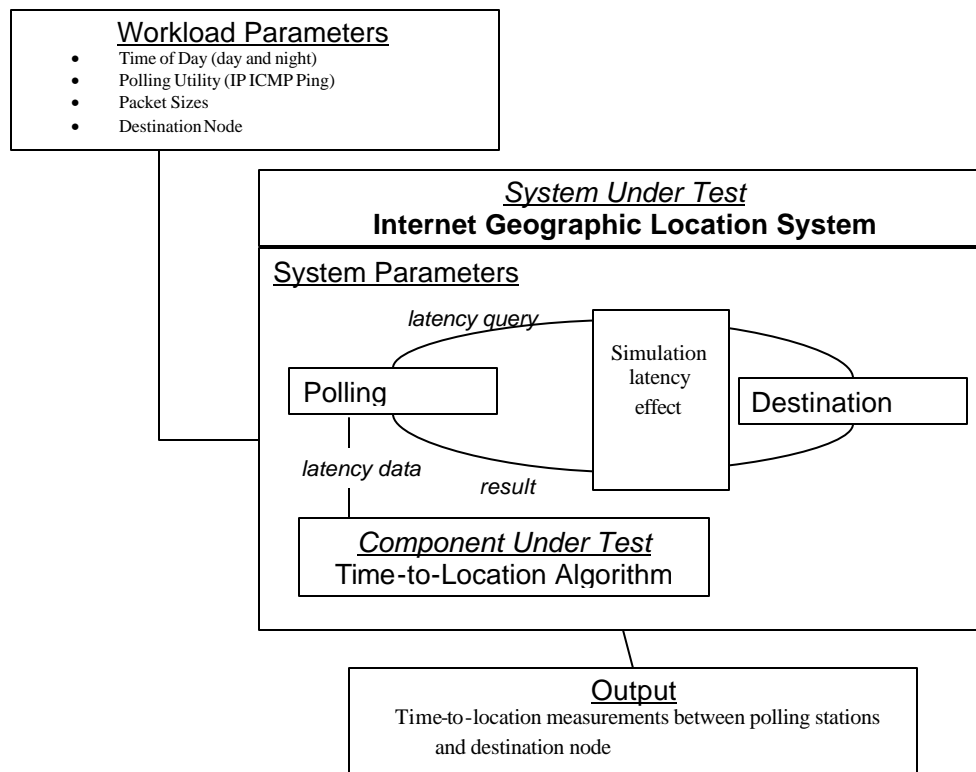 Workload Parameters
• Time of Day (day and night)
• Polling Utility (IP ICMP Ping)
• Packet Sizes
• Destination Node
System Under Test
Internet Geographic Location System
System Parameters
latency query
Simulation
latency
effect
Polling
Destination
latency data
result
Component Under Test
Time-to-Location Algorithm
Output
Time-to-location measurements between polling stations
and destination node